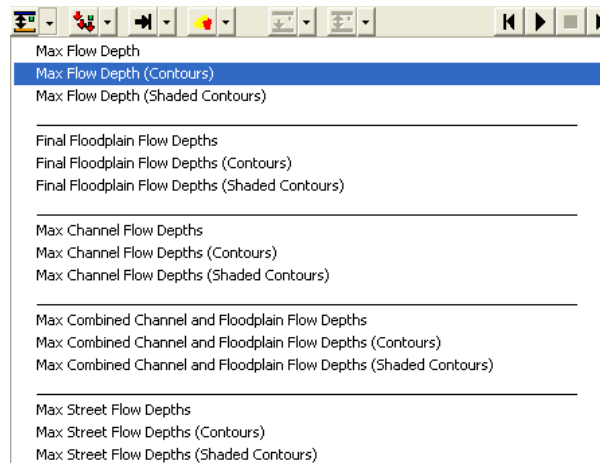 Max Flow Depth
Max Flow Depth (Contours)
Max Flow Depth (Shaded Contours)
Final Floodplain Flow Depths
Final Floodplain Flow Depths (Contours)
Final Floodplain Flow Depths (Shaded Contours)
Max Channel Flow Depths
Max Channel Flow Depths (Contours)
Max Channel Flow Depths (Shaded Contours)
Max Combined Channel and Floodplain Flow Depths
Max Combined Channel and Floodplain Flow Depths (Contours)
Max Combined Channel and Floodplain Flow Depths (Shaded Contours)
Max Street Flow Depths
Max Street Flow Depths (Contours)
Max Street Flow Depths (Shaded Contours)